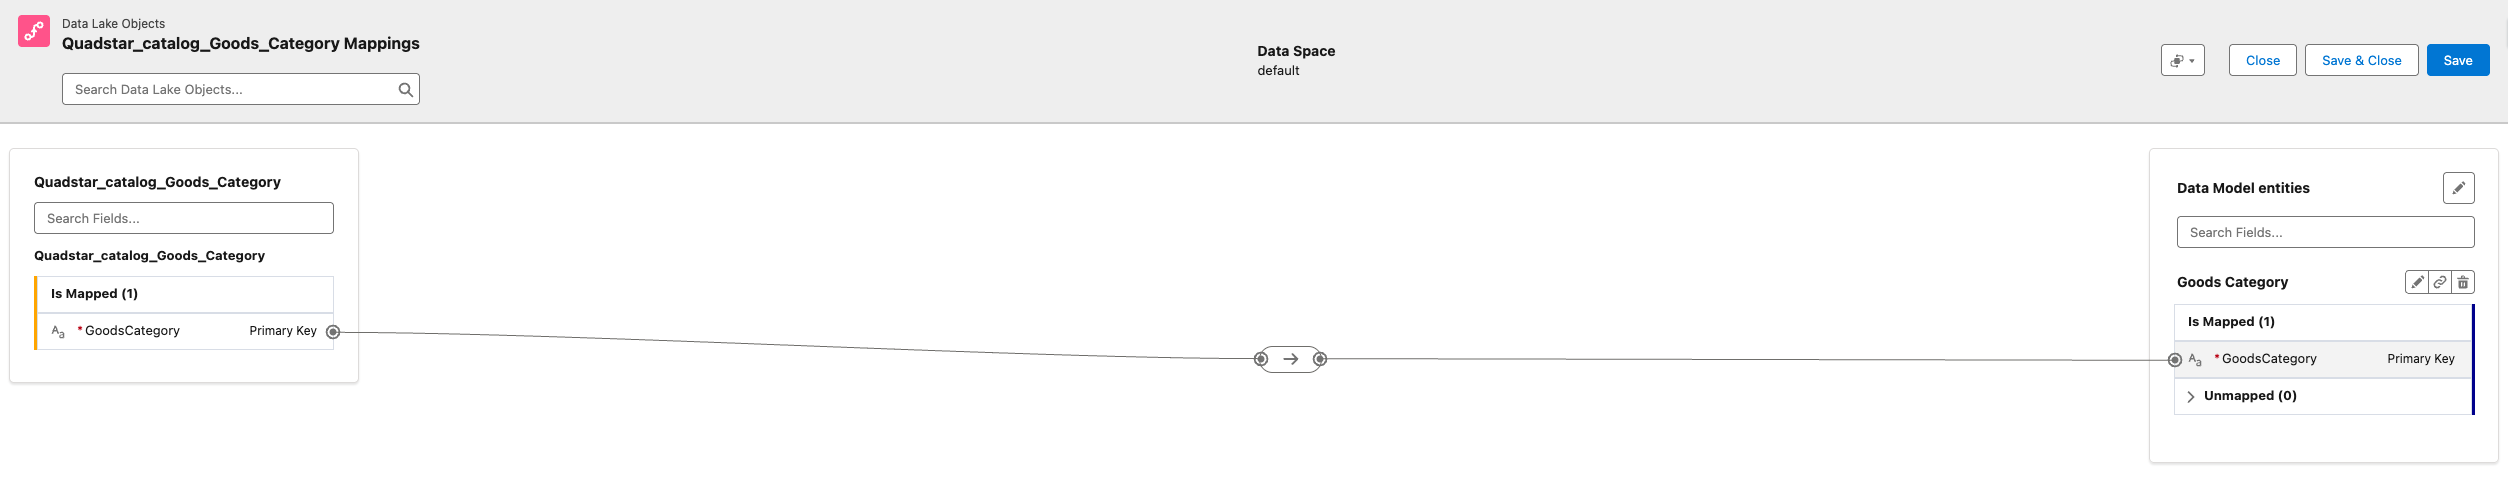 Data Lake Objects
Quadstar_catalog_Goods_Category Mappings
Search Data Lake Objects...
Data Space
default
Close
Save & Close
Save
Quadstar_catalog_Goods_Category
Search Fields...
Quadstar_catalog_Goods_Category
Is Mapped (1)
Aa *GoodsCategory Primary Key
Data Model entities
Search Fields...
Goods Category
Is Mapped (1)
Aa *GoodsCategory Primary Key
Unmapped (0)